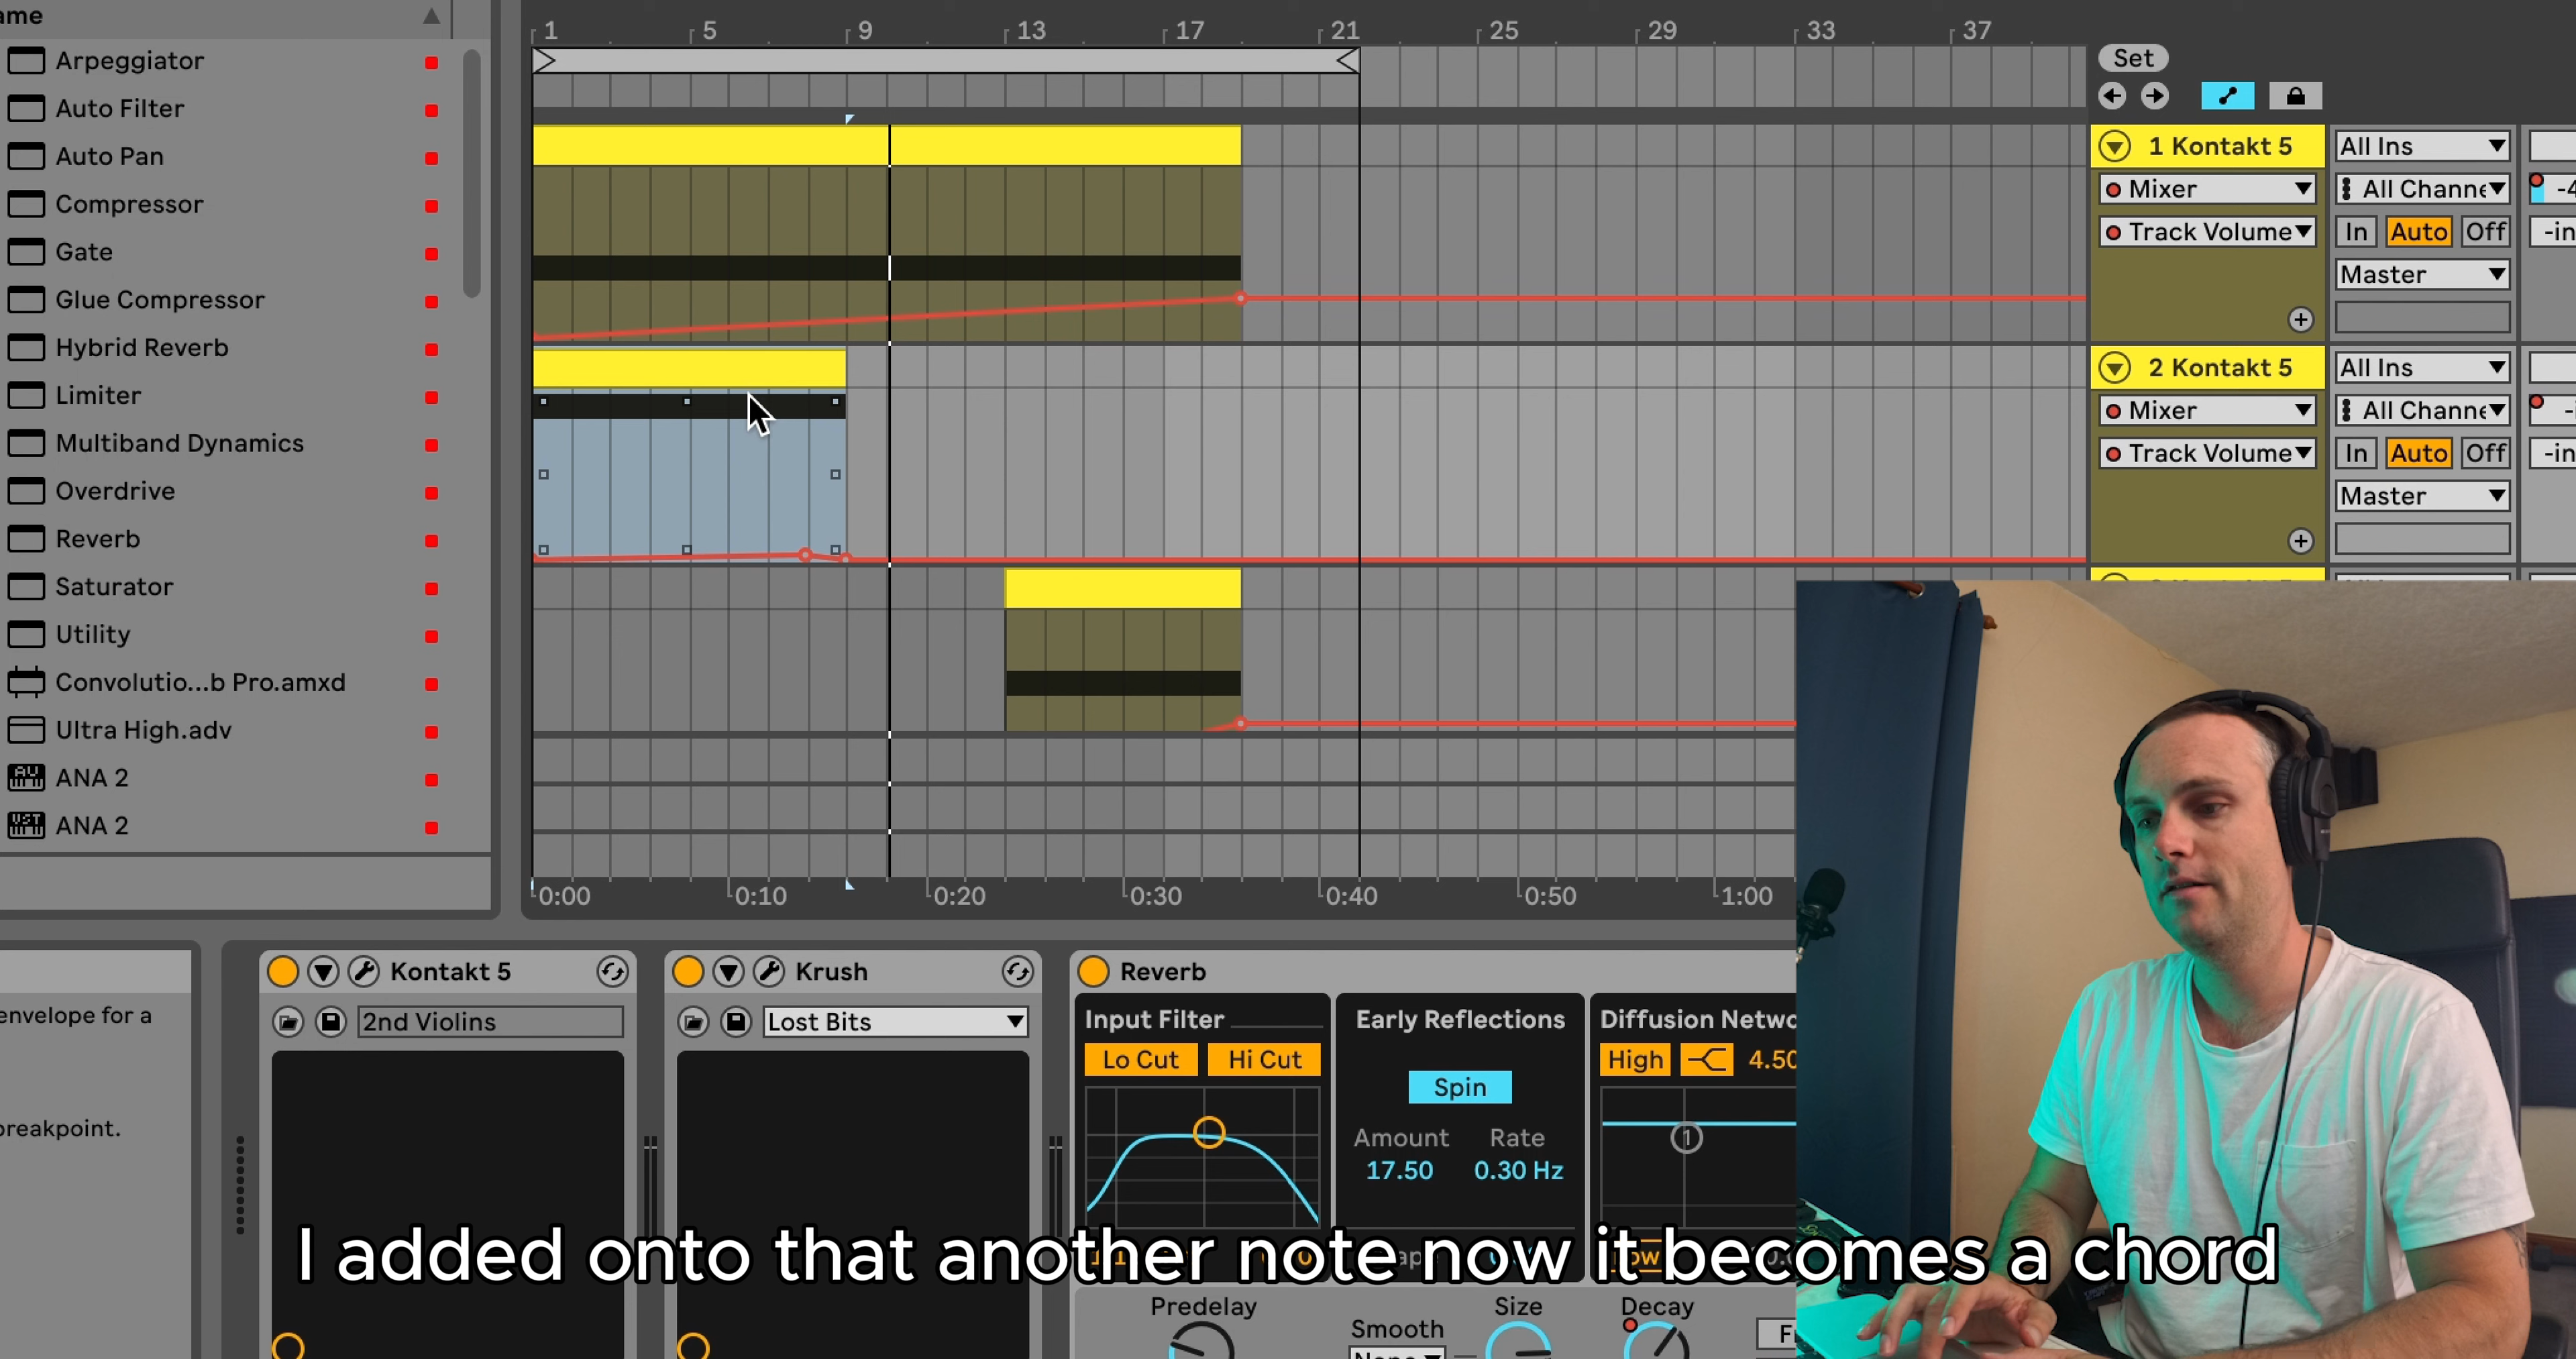 ame
Arpeggiator
Auto Filter
Auto Pan
Compressor
Gate
Glue Compressor
Hybrid Reverb
Limiter
Multiband Dynamics
Overdrive
Reverb
Saturator
Utility
Convolutio...b Pro.amxd
Ultra High.adv
ANA 2
ANA 2
1 5 9 13 17 21 25 29 33 37
Set
1 Kontakt 5
All Ins
Mixer
All Channe
Track Volume
In Auto Off
Master
2 Kontakt 5
All Ins
Mixer
All Channe
Track Volume
In Auto Off
Master
0:00 0:10 0:20 0:30 0:40 0:50 1:00
envelope for a
breakpoint.
Kontakt 5
2nd Violins
Krush
Lost Bits
Reverb
Input Filter
Lo Cut Hi Cut
Early Reflections
Spin
Amount Rate
17.50 0.30 Hz
Diffusion Netwo
High 4.50
1
I added onto that another note now it becomes a chord
Predelay
Smooth
Size
Decay